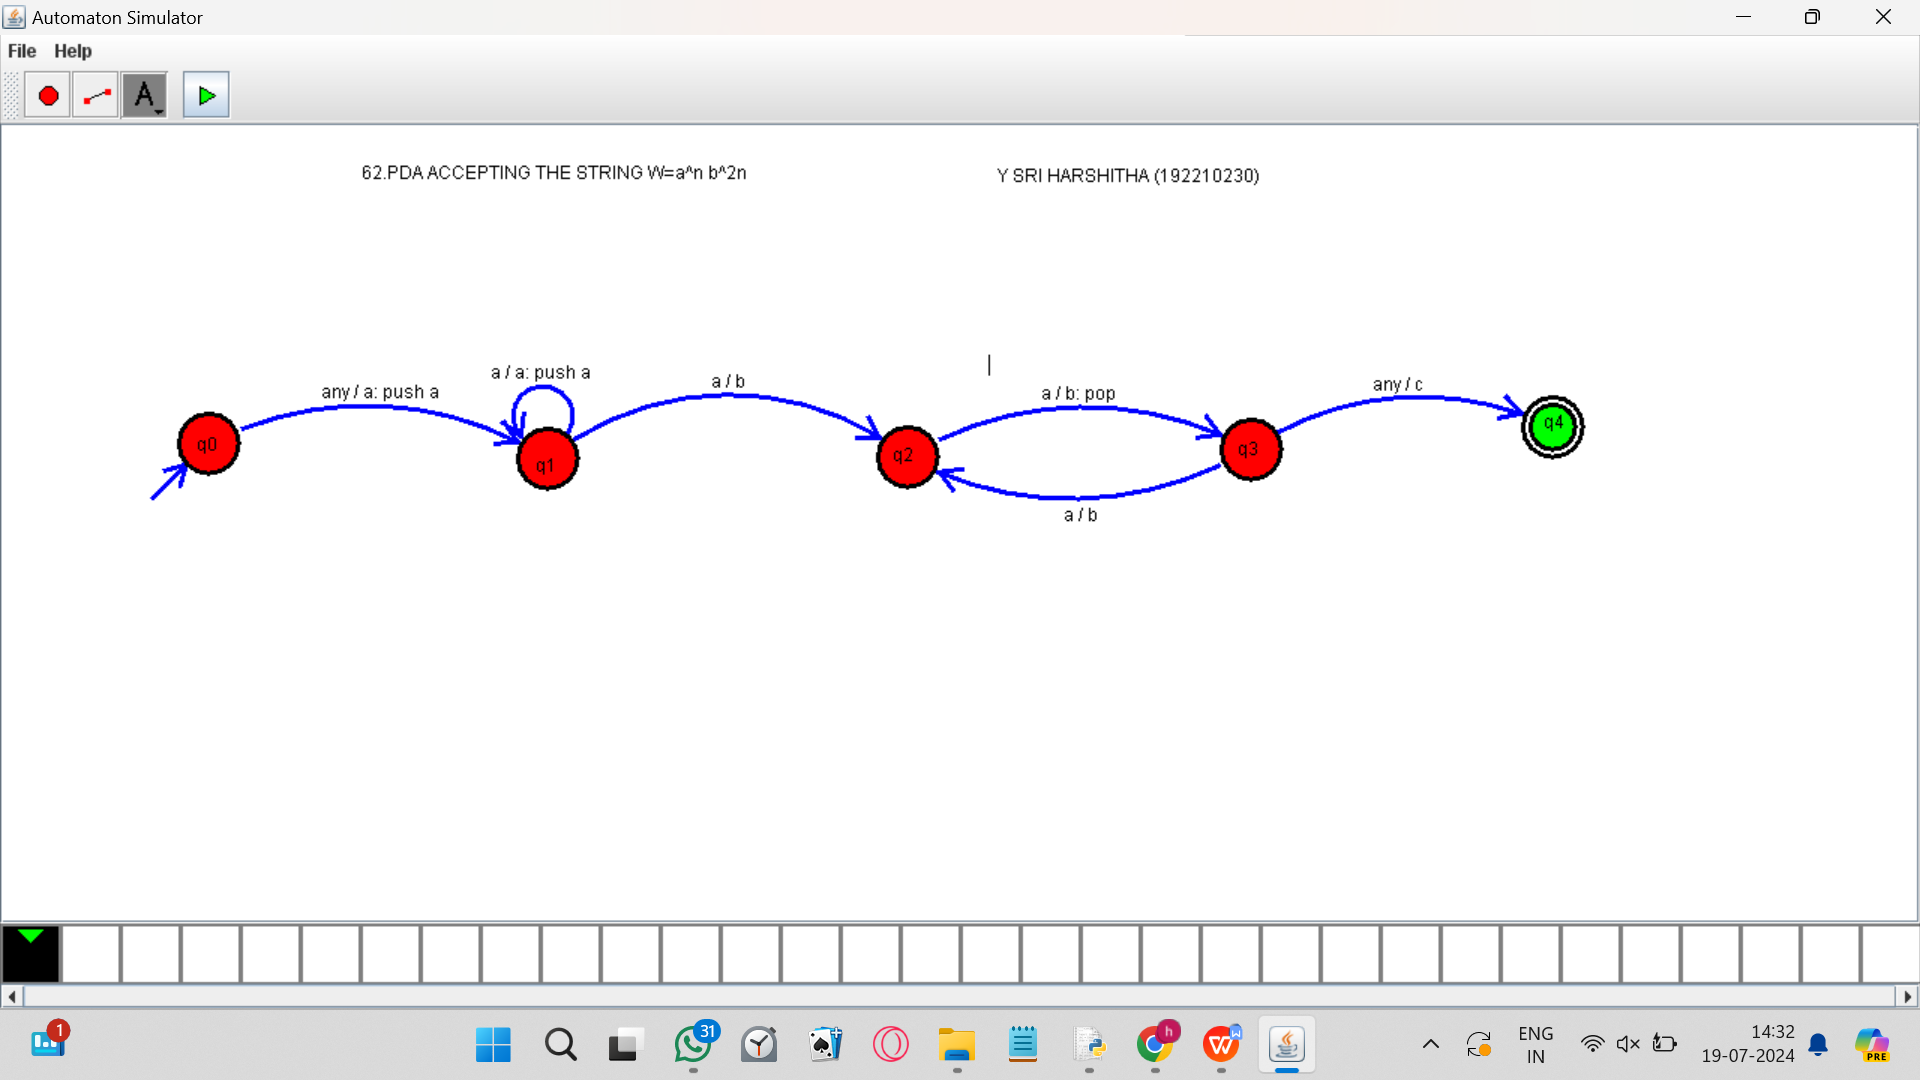 Automaton Simulator
File Help
A
62.PDA ACCEPTING THE STRING W=a^n b^2n
Y SRI HARSHITHA (192210230)
a / a: push a
any / a: push a
a / b
a / b: pop
any / c
q0
q1
q2
q3
q4
a / b
1
31
h
W
W
PRE
ENG
IN
14:32
19-07-2024